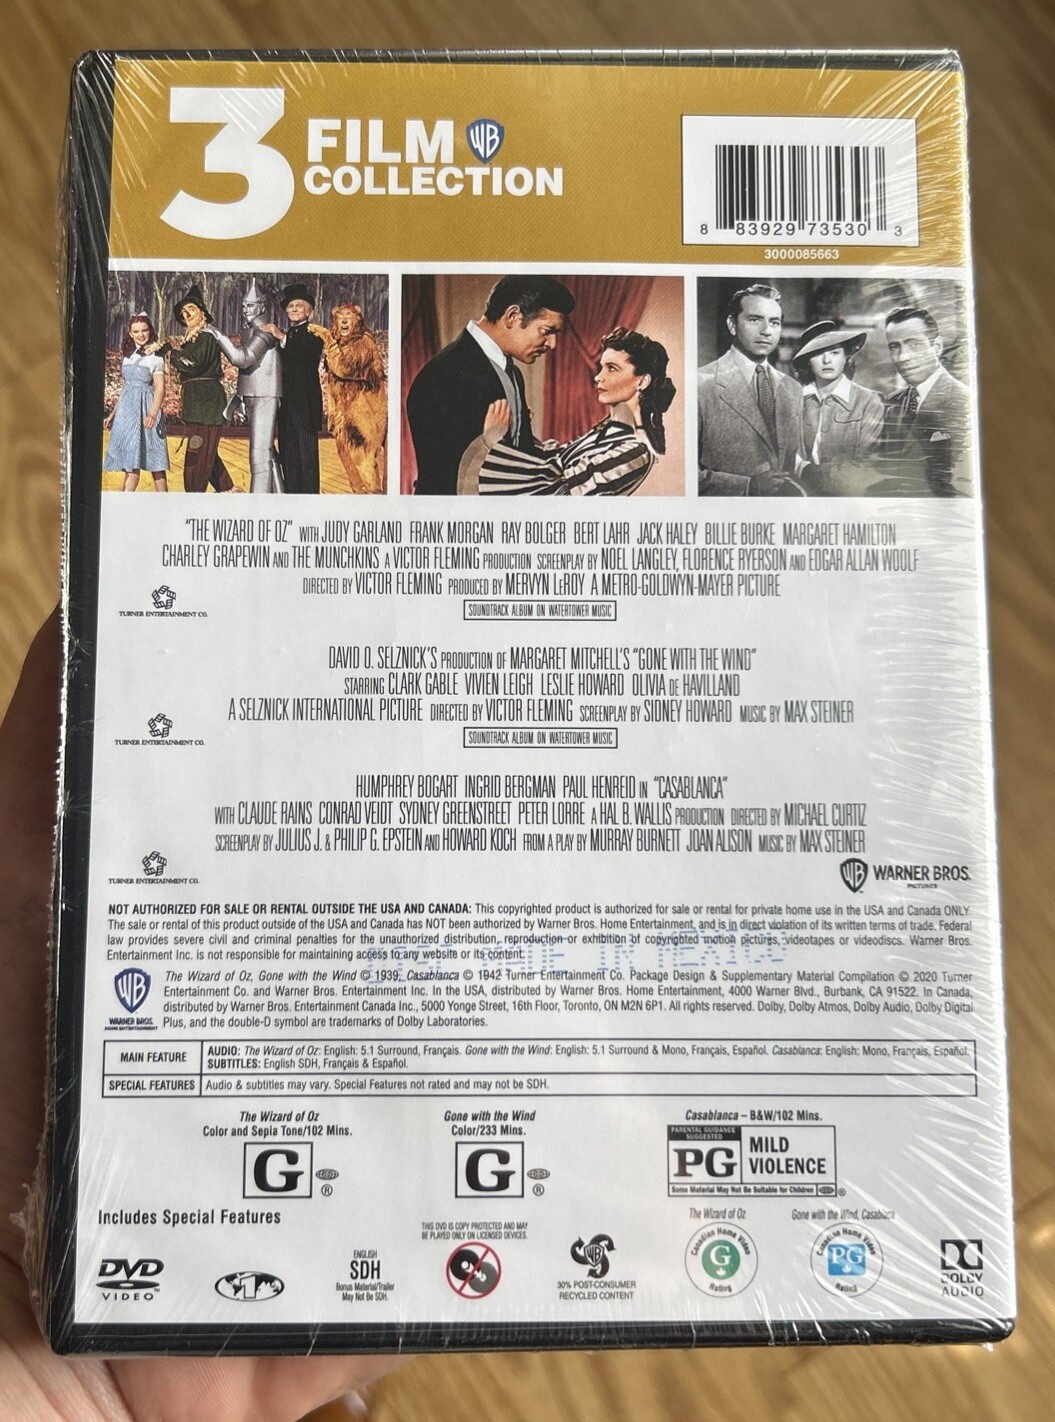 3 FILM WB
COLLECTION
8 83929 73530 3
3000085663
"THE WIZARD OF OZ" WITH JUDY GARLAND FRANK MORGAN RAY BOLGER BERT LAHR JACK HALEY BILLIE BURKE MARGARET HAMILTON
CHARLEY GRAPEWIN AND THE MUNCHKINS A VICTOR FLEMING PRODUCTION SCREENPLAY BY NOEL LANGLEY, FLORENCE RYERSON AND EDGAR ALLAN WOOLF
DIRECTED BY VICTOR FLEMING PRODUCED BY MERVYN LeROY A METRO-GOLDWYN-MAYER PICTURE
TURNER ENTERTAINMENT CO.
SOUNDTRACK ALBUM ON WATERTOWER MUSIC
DAVID O. SELZNICK'S PRODUCTION OF MARGARET MITCHELL'S "GONE WITH THE WIND"
STARRING CLARK GABLE VIVIEN LEIGH LESLIE HOWARD OLIVIA DE HAVILLAND
A SELZNICK INTERNATIONAL PICTURE DIRECTED BY VICTOR FLEMING SCREENPLAY BY SIDNEY HOWARD MUSIC BY MAX STEINER
TURNER ENTERTAINMENT CO.
SOUNDTRACK ALBUM ON WATERTOWER MUSIC
HUMPHREY BOGART INGRID BERGMAN PAUL HENREID IN "CASABLANCA"
WITH CLAUDE RAINS CONRAD VEIDT SYDNEY GREENSTREET PETER LORRE A HAL B. WALLIS PRODUCTION DIRECTED BY MICHAEL CURTIZ
SCREENPLAY BY JULIUS J. & PHILIP G. EPSTEIN AND HOWARD KOCH FROM A PLAY BY MURRAY BURNETT JOAN ALISON MUSIC BY MAX STEINER
TURNER ENTERTAINMENT CO.
WB WARNER BROS.
PICTURES
NOT AUTHORIZED FOR SALE OR RENTAL OUTSIDE THE USA AND CANADA: This copyrighted product is authorized for sale or rental for private home use in the USA and Canada ONLY.
The sale or rental of this product outside of the USA and Canada has NOT been authorized by Warner Bros. Home Entertainment, and is in direct violation of its written terms of trade. Federal
law provides severe civil and criminal penalties for the unauthorized distribution, reproduction or exhibition of copyrighted motion pictures, videotapes or videodiscs. Warner Bros.
Entertainment Inc. is not responsible for maintaining access to any website or its content.
MADE IN MEXICO
The Wizard of Oz, Gone with the Wind © 1939, Casablanca © 1942 Turner Entertainment Co. Package Design & Supplementary Material Compilation © 2020 Turner
Entertainment Co. and Warner Bros. Entertainment Inc. In the USA, distributed by Warner Bros. Home Entertainment, 4000 Warner Blvd., Burbank, CA 91522. In Canada,
distributed by Warner Bros. Entertainment Canada Inc., 5000 Yonge Street, 16th Floor, Toronto, ON M2N 6P1. All rights reserved. Dolby, Dolby Atmos, Dolby Audio, Dolby Digital
Plus, and the double-D symbol are trademarks of Dolby Laboratories.
WB
WARNER BROS.
HOME ENTERTAINMENT
MAIN FEATURE
AUDIO: The Wizard of Oz: English: 5.1 Surround, Français. Gone with the Wind: English: 5.1 Surround & Mono, Français, Español. Casablanca: English: Mono, Français, Español.
SUBTITLES: English SDH, Français & Español.
SPECIAL FEATURES Audio & subtitles may vary. Special Features not rated and may not be SDH.
The Wizard of Oz
Color and Sepia Tone/102 Mins.
G
®
Gone with the Wind
Color/233 Mins.
G
®
Casablanca – B&W/102 Mins.
PARENTAL GUIDANCE
SUGGESTED
PG
MILD
VIOLENCE
Some Material May Not Be Suitable for Children ®
Includes Special Features
DVD
VIDEO™
1
ENGLISH
SDH
Bonus Material/Trailer
May Not Be SDH.
THIS DVD IS COPY PROTECTED AND MAY
BE PLAYED ONLY ON LICENSED DEVICES.
WB
30% POST-CONSUMER
RECYCLED CONTENT
The Wizard of Oz
Canadian Home Video
G
Rating
Gone with the Wind, Casablanca
Canadian Home Video
PG
Rating
DOLBY
AUDIO